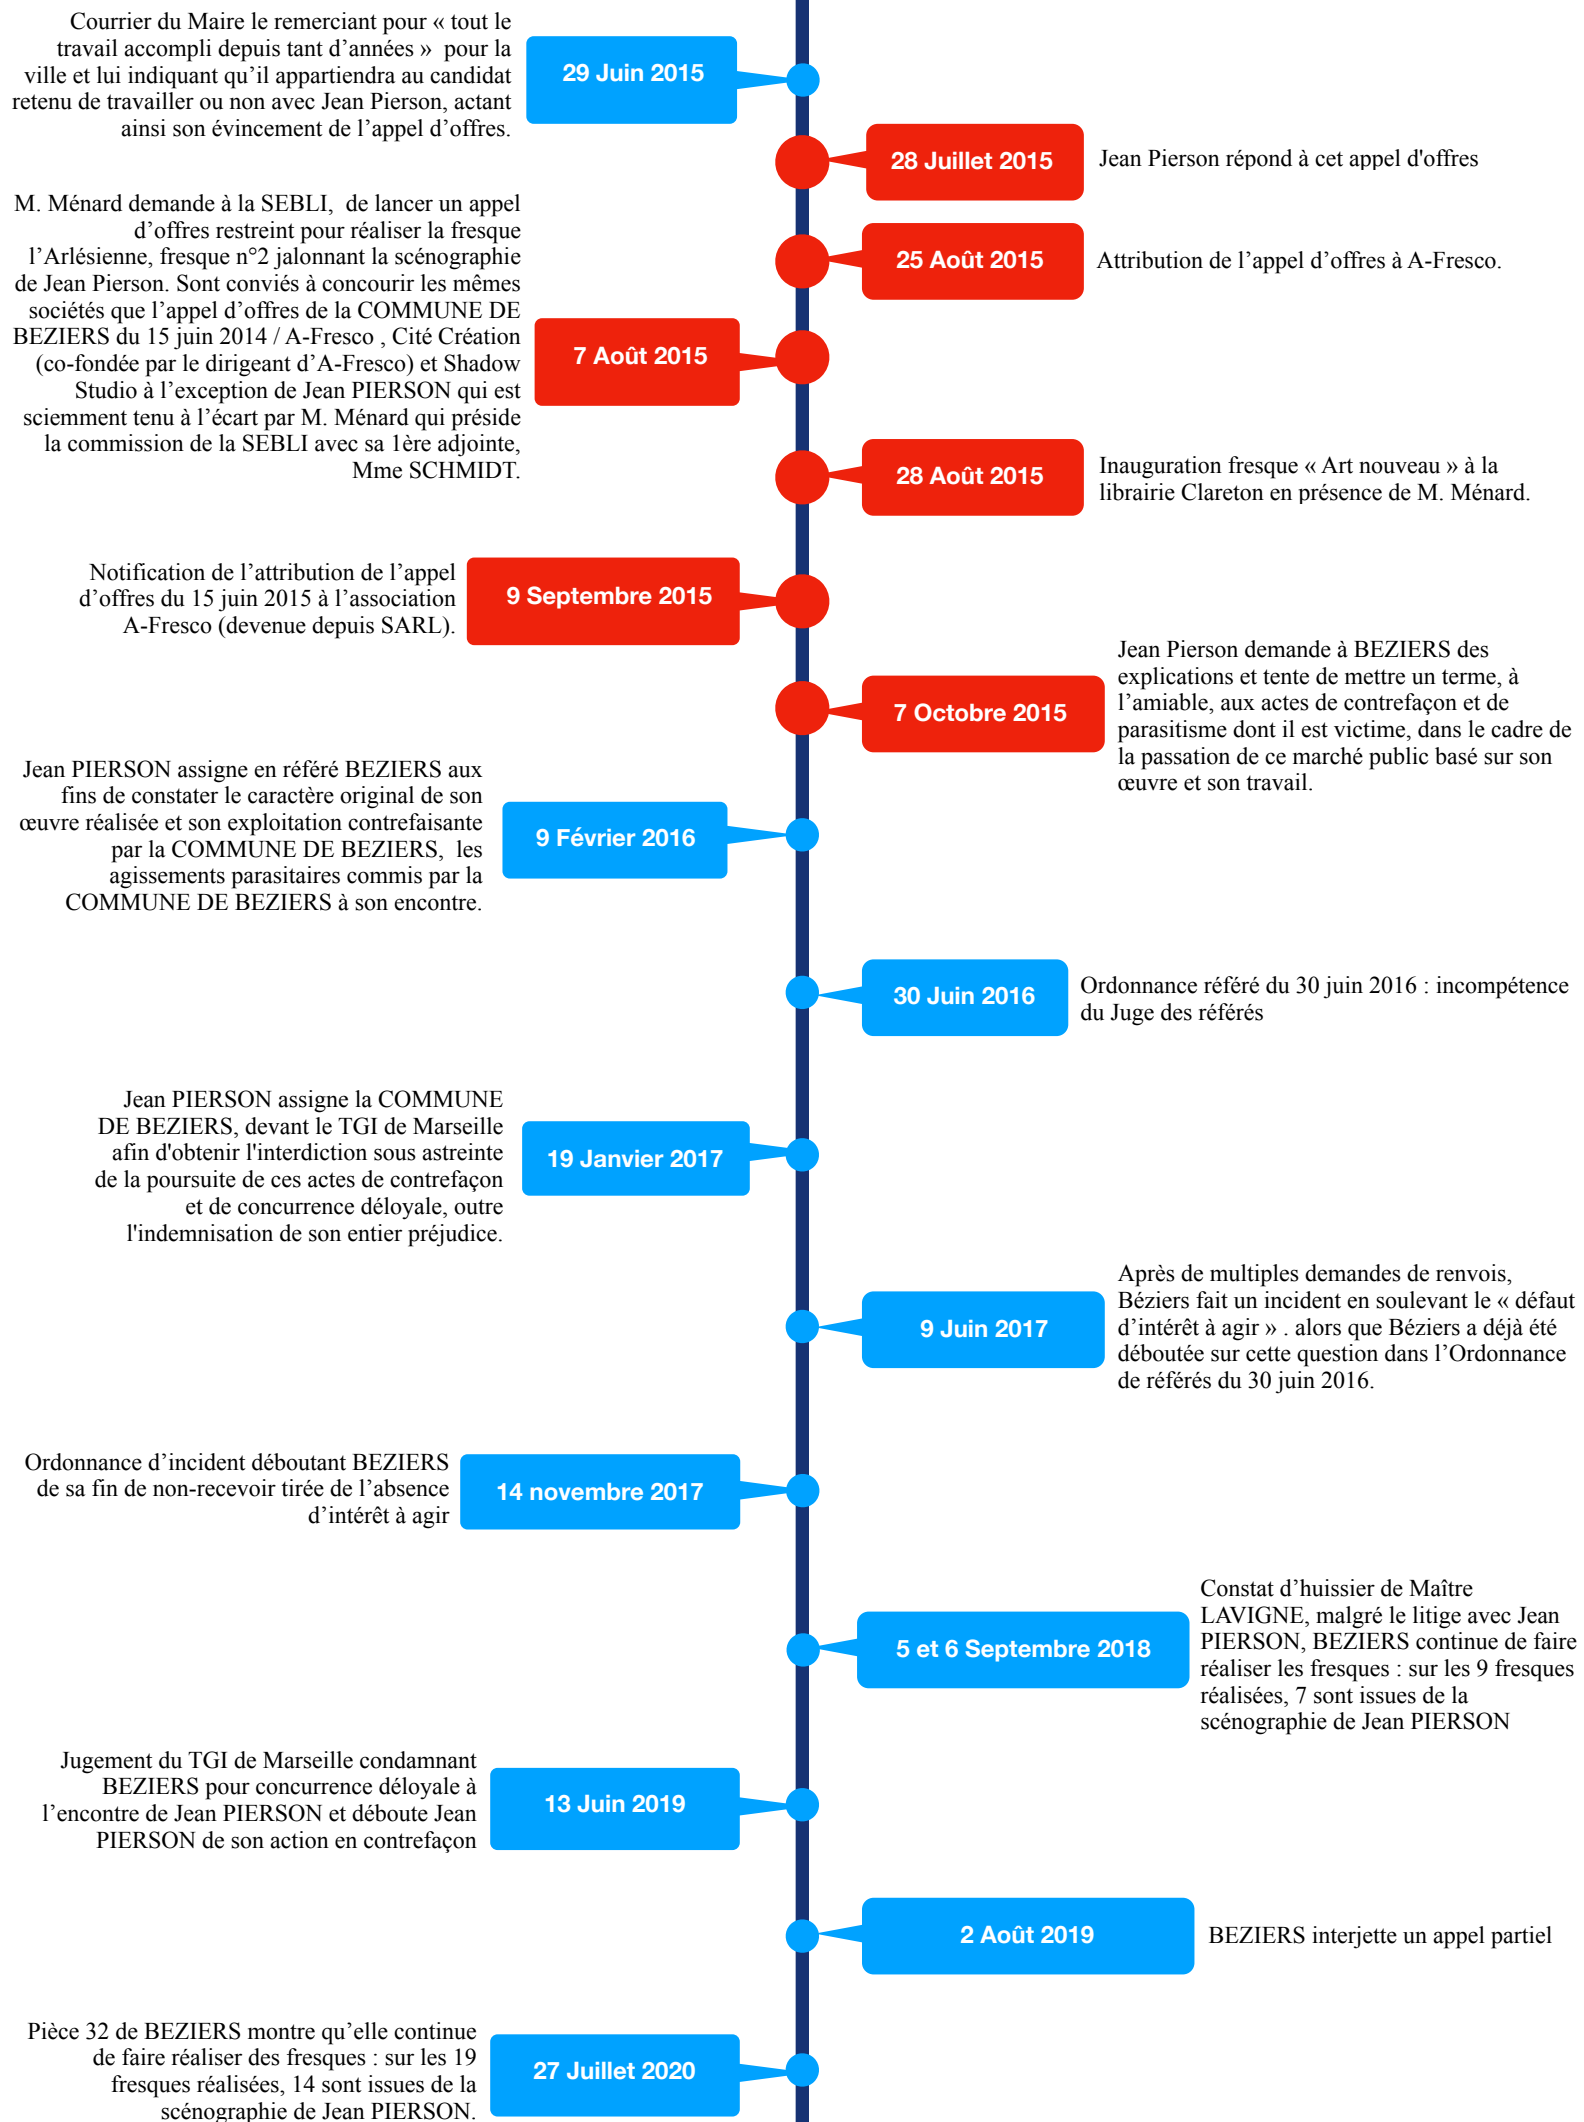 Courrier du Maire le remerciant pour « tout le
travail accompli depuis tant d’années »  pour la
ville et lui indiquant qu’il appartiendra au candidat
retenu de travailler ou non avec Jean Pierson, actant
ainsi son évincement de l’appel d’offres.
29 Juin 2015
28 Juillet 2015
Jean Pierson répond à cet appel d'offres
M. Ménard demande à la SEBLI,  de lancer un appel
d’offres restreint pour réaliser la fresque
l’Arlésienne, fresque n°2 jalonnant la scénographie
de Jean Pierson. Sont conviés à concourir les mêmes
sociétés que l’appel d’offres de la COMMUNE DE
BEZIERS du 15 juin 2014 / A-Fresco , Cité Création
(co-fondée par le dirigeant d’A-Fresco) et Shadow
Studio à l’exception de Jean PIERSON qui est
sciemment tenu à l’écart par M. Ménard qui préside
la commission de la SEBLI avec sa 1ère adjointe,
Mme SCHMIDT.
7 Août 2015
25 Août 2015
Attribution de l’appel d’offres à A-Fresco.
28 Août 2015
Inauguration fresque « Art nouveau » à la
librairie Clareton en présence de M. Ménard.
Notification de l’attribution de l’appel
d’offres du 15 juin 2015 à l’association
A-Fresco (devenue depuis SARL).
9 Septembre 2015
7 Octobre 2015
Jean Pierson demande à BEZIERS des
explications et tente de mettre un terme, à
l’amiable, aux actes de contrefaçon et de
parasitisme dont il est victime, dans le cadre de
la passation de ce marché public basé sur son
œuvre et son travail.
Jean PIERSON assigne en référé BEZIERS aux
fins de constater le caractère original de son
œuvre réalisée et son exploitation contrefaisante
par la COMMUNE DE BEZIERS,  les
agissements parasitaires commis par la
COMMUNE DE BEZIERS à son encontre.
9 Février 2016
30 Juin 2016
Ordonnance référé du 30 juin 2016 : incompétence
du Juge des référés
Jean PIERSON assigne la COMMUNE
DE BEZIERS, devant le TGI de Marseille
afin d'obtenir l'interdiction sous astreinte
de la poursuite de ces actes de contrefaçon
et de concurrence déloyale, outre
l'indemnisation de son entier préjudice.
19 Janvier 2017
9 Juin 2017
Après de multiples demandes de renvois,
Béziers fait un incident en soulevant le « défaut
d’intérêt à agir » . alors que Béziers a déjà été
déboutée sur cette question dans l’Ordonnance
de référés du 30 juin 2016.
Ordonnance d’incident déboutant BEZIERS
de sa fin de non-recevoir tirée de l’absence
d’intérêt à agir
14 novembre 2017
5 et 6 Septembre 2018
Constat d’huissier de Maître
LAVIGNE, malgré le litige avec Jean
PIERSON, BEZIERS continue de faire
réaliser les fresques : sur les 9 fresques
réalisées, 7 sont issues de la
scénographie de Jean PIERSON
Jugement du TGI de Marseille condamnant
BEZIERS pour concurrence déloyale à
l’encontre de Jean PIERSON et déboute Jean
PIERSON de son action en contrefaçon
13 Juin 2019
2 Août 2019
BEZIERS interjette un appel partiel
Pièce 32 de BEZIERS montre qu’elle continue
de faire réaliser des fresques : sur les 19
fresques réalisées, 14 sont issues de la
scénographie de Jean PIERSON.
27 Juillet 2020